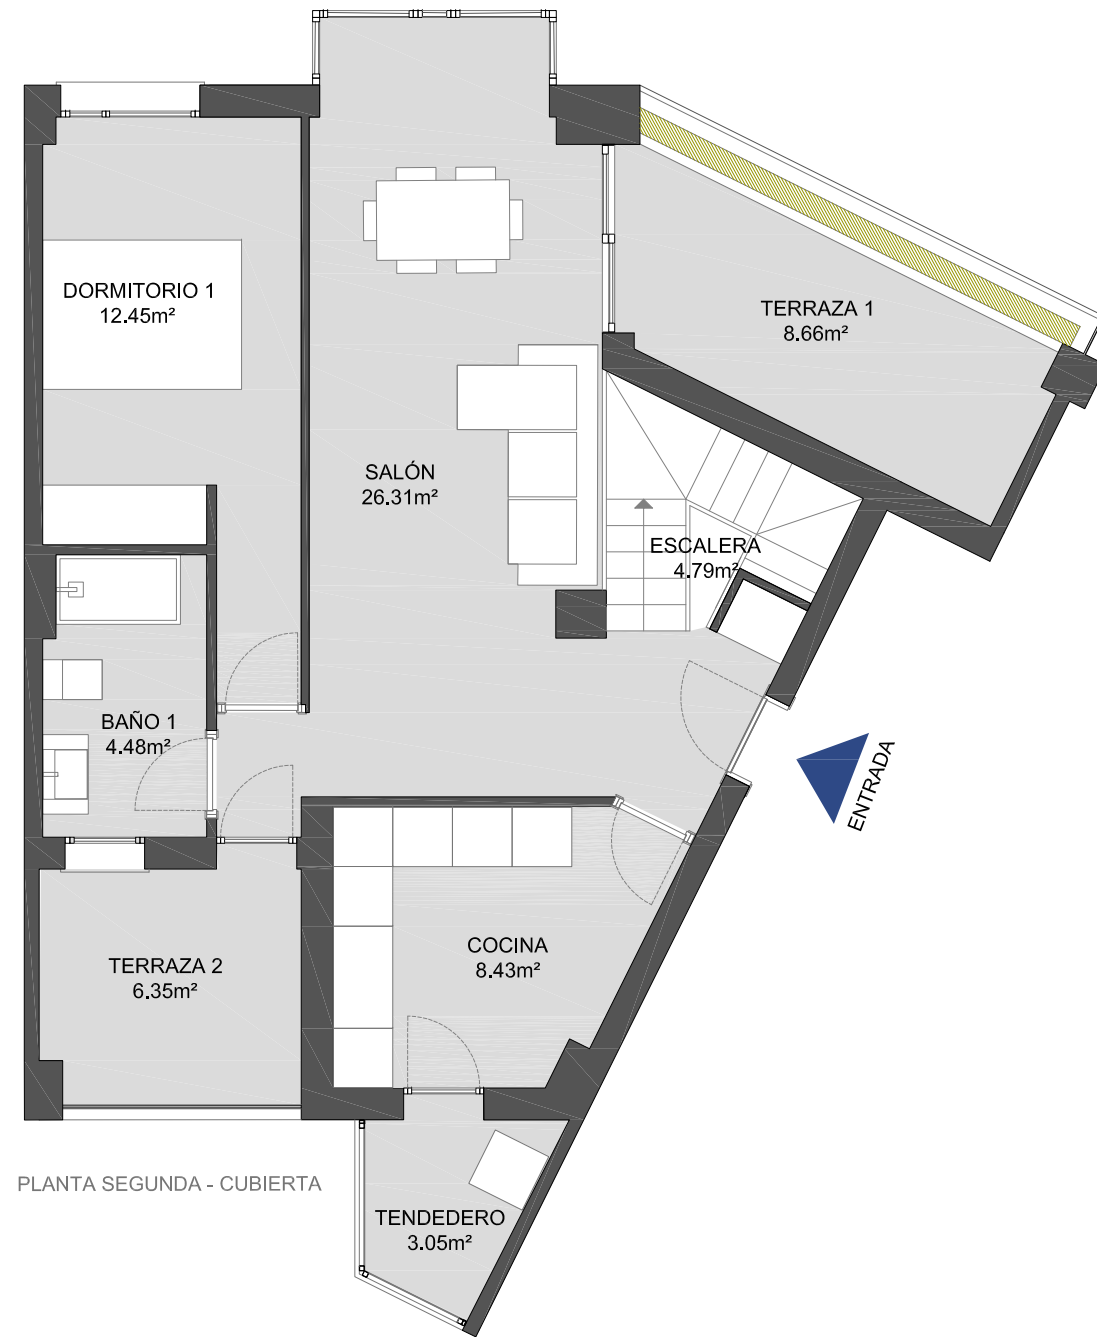 DORMITORIO 1
12.45m²
TERRAZA 1
8.66m²
SALÓN
26.31m²
ESCALERA
4.79m²
BAÑO 1
4.48m²
ENTRADA
COCINA
8.43m²
TERRAZA 2
6.35m²
PLANTA SEGUNDA - CUBIERTA
TENDEDERO
3.05m²